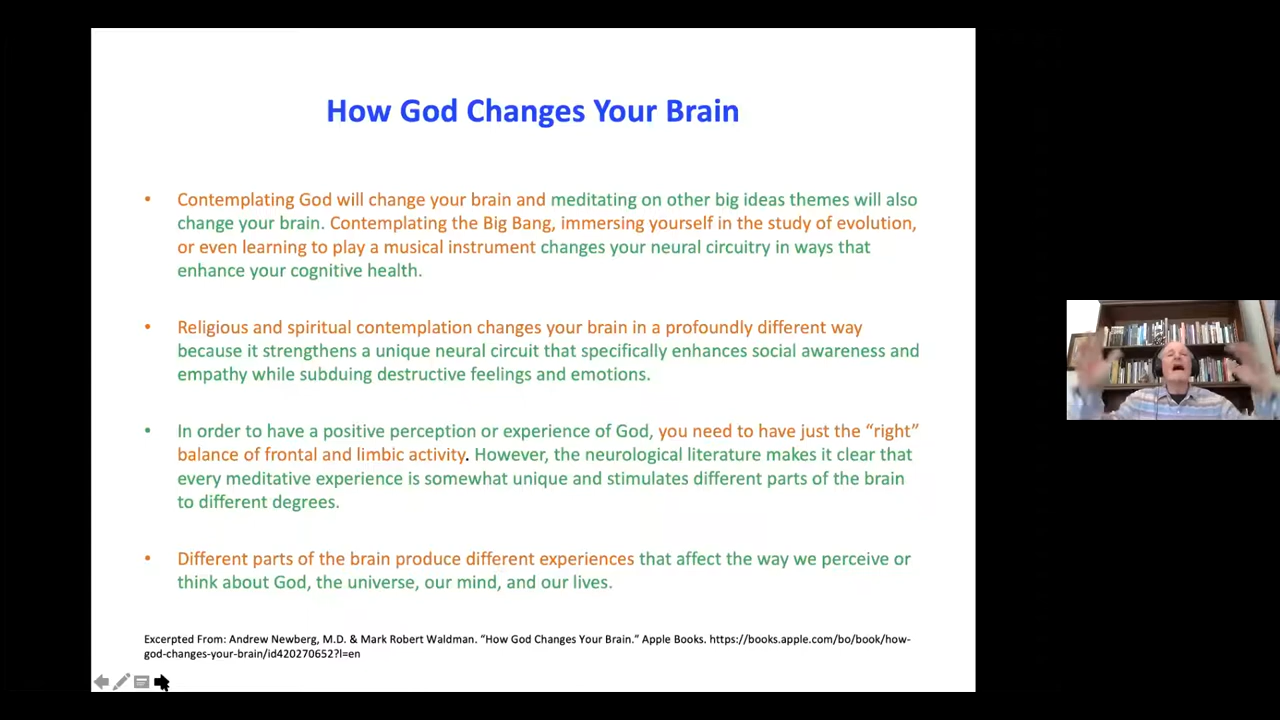 How God Changes Your Brain
• Contemplating God will change your brain and meditating on other big ideas themes will also
change your brain. Contemplating the Big Bang, immersing yourself in the study of evolution,
or even learning to play a musical instrument changes your neural circuitry in ways that
enhance your cognitive health.
• Religious and spiritual contemplation changes your brain in a profoundly different way
because it strengthens a unique neural circuit that specifically enhances social awareness and
empathy while subduing destructive feelings and emotions.
• In order to have a positive perception or experience of God, you need to have just the “right”
balance of frontal and limbic activity. However, the neurological literature makes it clear that
every meditative experience is somewhat unique and stimulates different parts of the brain
to different degrees.
• Different parts of the brain produce different experiences that affect the way we perceive or
think about God, the universe, our mind, and our lives.
Excerpted From: Andrew Newberg, M.D. & Mark Robert Waldman. “How God Changes Your Brain.” Apple Books. https://books.apple.com/bo/book/how-
god-changes-your-brain/id420270652?l=en